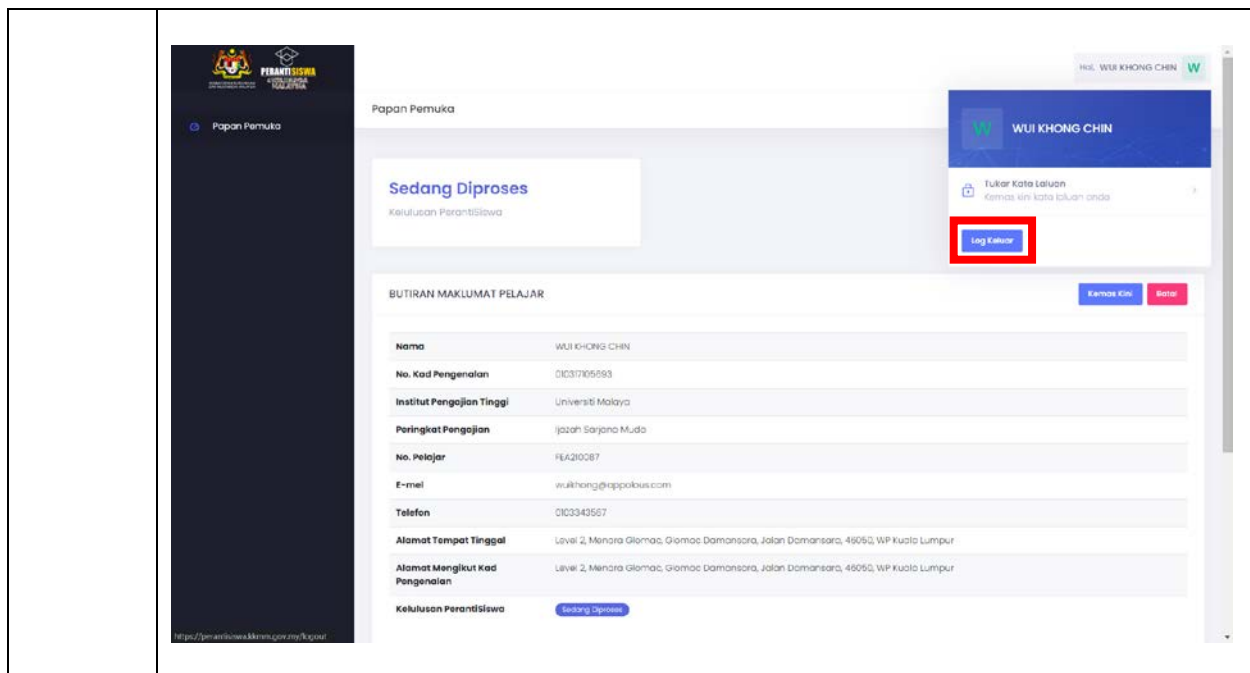 PERANTISISWA
KELUARGA
MALAYSIA
Hai, WUI KHONG CHIN W
Papan Pemuka
Papan Pemuka
W WUI KHONG CHIN
Tukar Kata Laluan
Kemas kini kata laluan anda
Log Keluar
Sedang Diproses
Kelulusan PerantiSiswa
BUTIRAN MAKLUMAT PELAJAR
Kemas Kini Batal
Nama WUI KHONG CHIN
No. Kad Pengenalan 010317105693
Institut Pengajian Tinggi Universiti Malaya
Peringkat Pengajian Ijazah Sarjana Muda
No. Pelajar FEA210087
E-mel wuikhong@appolous.com
Telefon 0103343567
Alamat Tempat Tinggal Level 2, Menara Glomac, Glomac Damansara, Jalan Damansara, 46050, WP Kuala Lumpur
Alamat Mengikut Kad Level 2, Menara Glomac, Glomac Damansara, Jalan Damansara, 46050, WP Kuala Lumpur
Pengenalan
Kelulusan PerantiSiswa Sedang Diproses
https://perantisiswa.kkmm.gov.my/logout